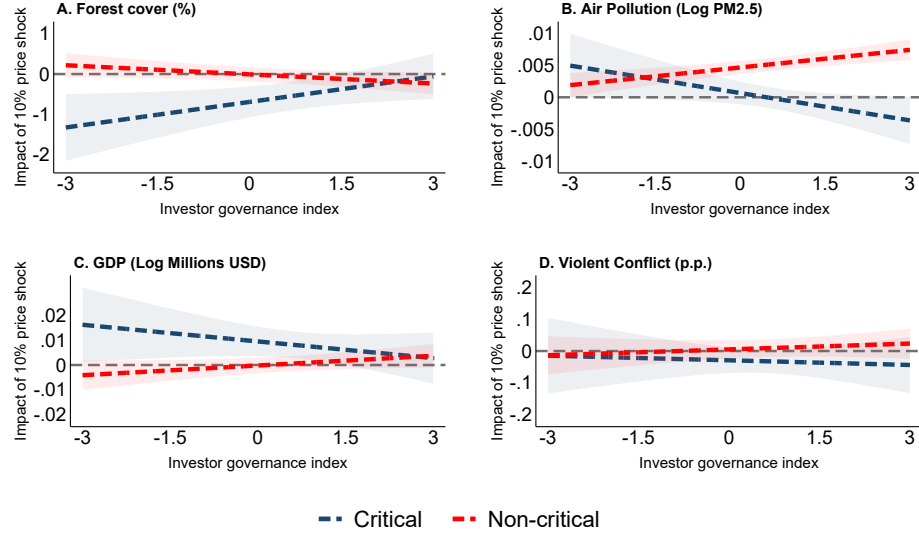 A. Forest cover (%)
Impact of 10% price shock
1
0
-1
-2
-3
-1.5
0
1.5
3
Investor governance index
B. Air Pollution (Log PM2.5)
Impact of 10% price shock
.01
.005
0
-.005
-.01
-3
-1.5
0
1.5
3
Investor governance index
C. GDP (Log Millions USD)
Impact of 10% price shock
.02
.01
0
-.01
-.02
-3
-1.5
0
1.5
3
Investor governance index
D. Violent Conflict (p.p.)
Impact of 10% price shock
.2
.1
0
-.1
-.2
-3
-1.5
0
1.5
3
Investor governance index
Critical
Non-critical